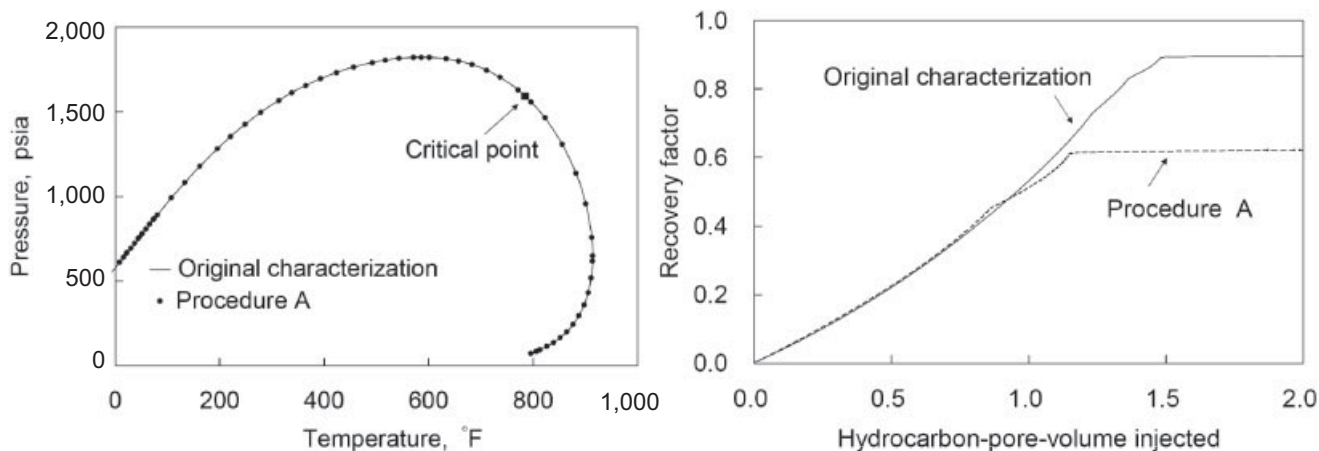 2,000
1,500
1,000
500
0
Pressure, psia
Critical point
Original characterization
Procedure A
0 200 400 600 800 1,000
Temperature, °F
1.0
0.8
0.6
0.4
0.2
0.0
Recovery factor
Original characterization
Procedure A
0.0 0.5 1.0 1.5 2.0
Hydrocarbon-pore-volume injected